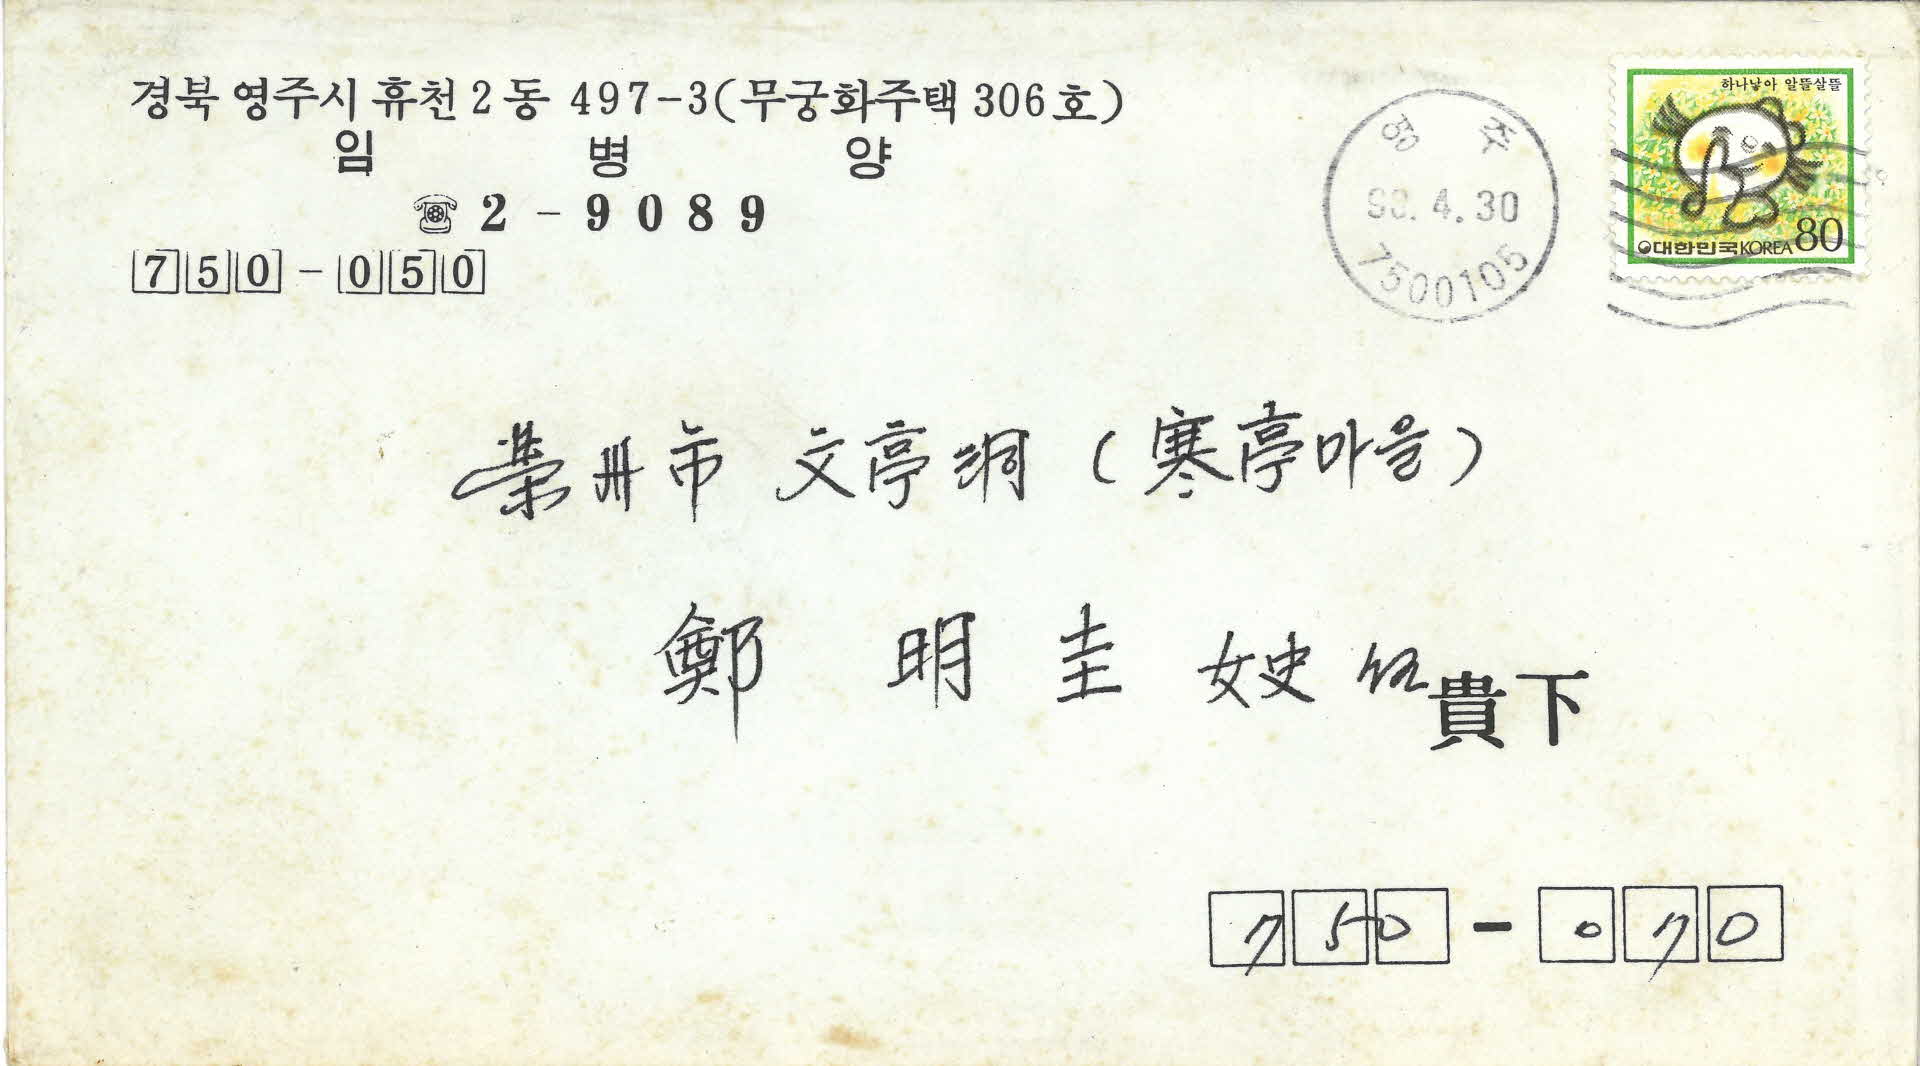 경북 영주시 휴천2동 497-3(무궁화주택 306호)
임 병 양
☎ 2-9089
750-050
영주
93.4.30
7500105
하나낳아 알뜰살뜰
대한민국 KOREA 80
榮州市 文亭洞 (寒亭마을)
鄭 明 圭 女史 貴下
750-070